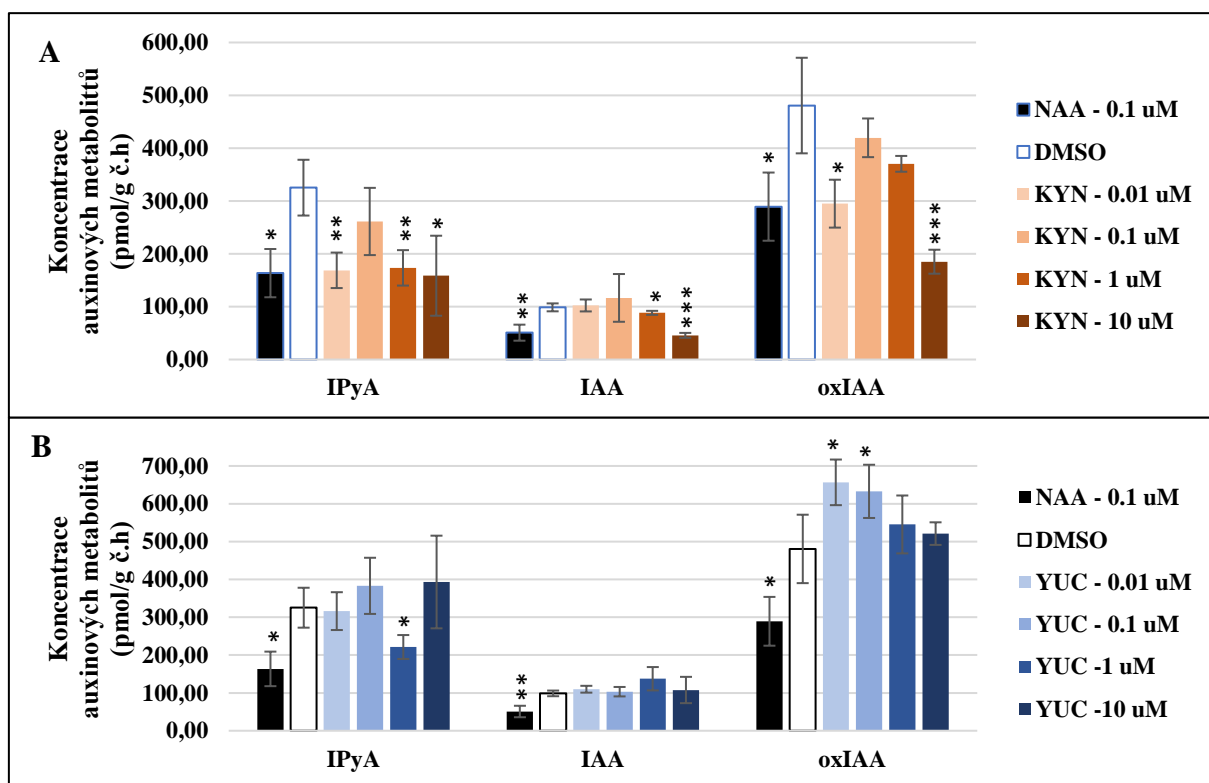 A
Koncentrace
auxinových metabolittů
(pmol/g č.h)
600,00
500,00
400,00
300,00
200,00
100,00
0,00
*
**
**
*
**
*
***
*
*
***
IPyA
IAA
oxIAA
NAA - 0.1 uM
DMSO
KYN - 0.01 uM
KYN - 0.1 uM
KYN - 1 uM
KYN - 10 uM
B
Koncentrace
auxinových metabolitů
(pmol/g č.h)
700,00
600,00
500,00
400,00
300,00
200,00
100,00
0,00
*
*
**
*
*
*
IPyA
IAA
oxIAA
NAA - 0.1 uM
DMSO
YUC - 0.01 uM
YUC - 0.1 uM
YUC -1 uM
YUC -10 uM